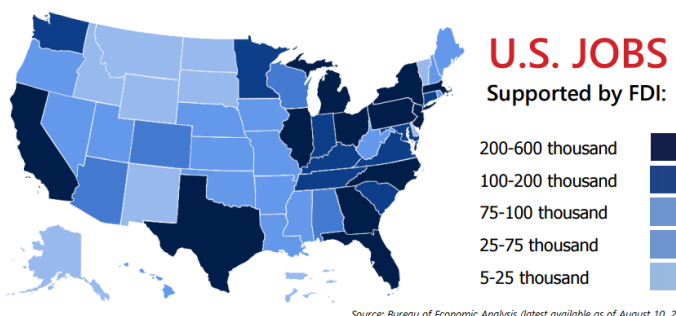 U.S. JOBS
Supported by FDI:
200-600 thousand
100-200 thousand
75-100 thousand
25-75 thousand
5-25 thousand
Source: Bureau of Economic Analysis (latest available as of August 10, 2